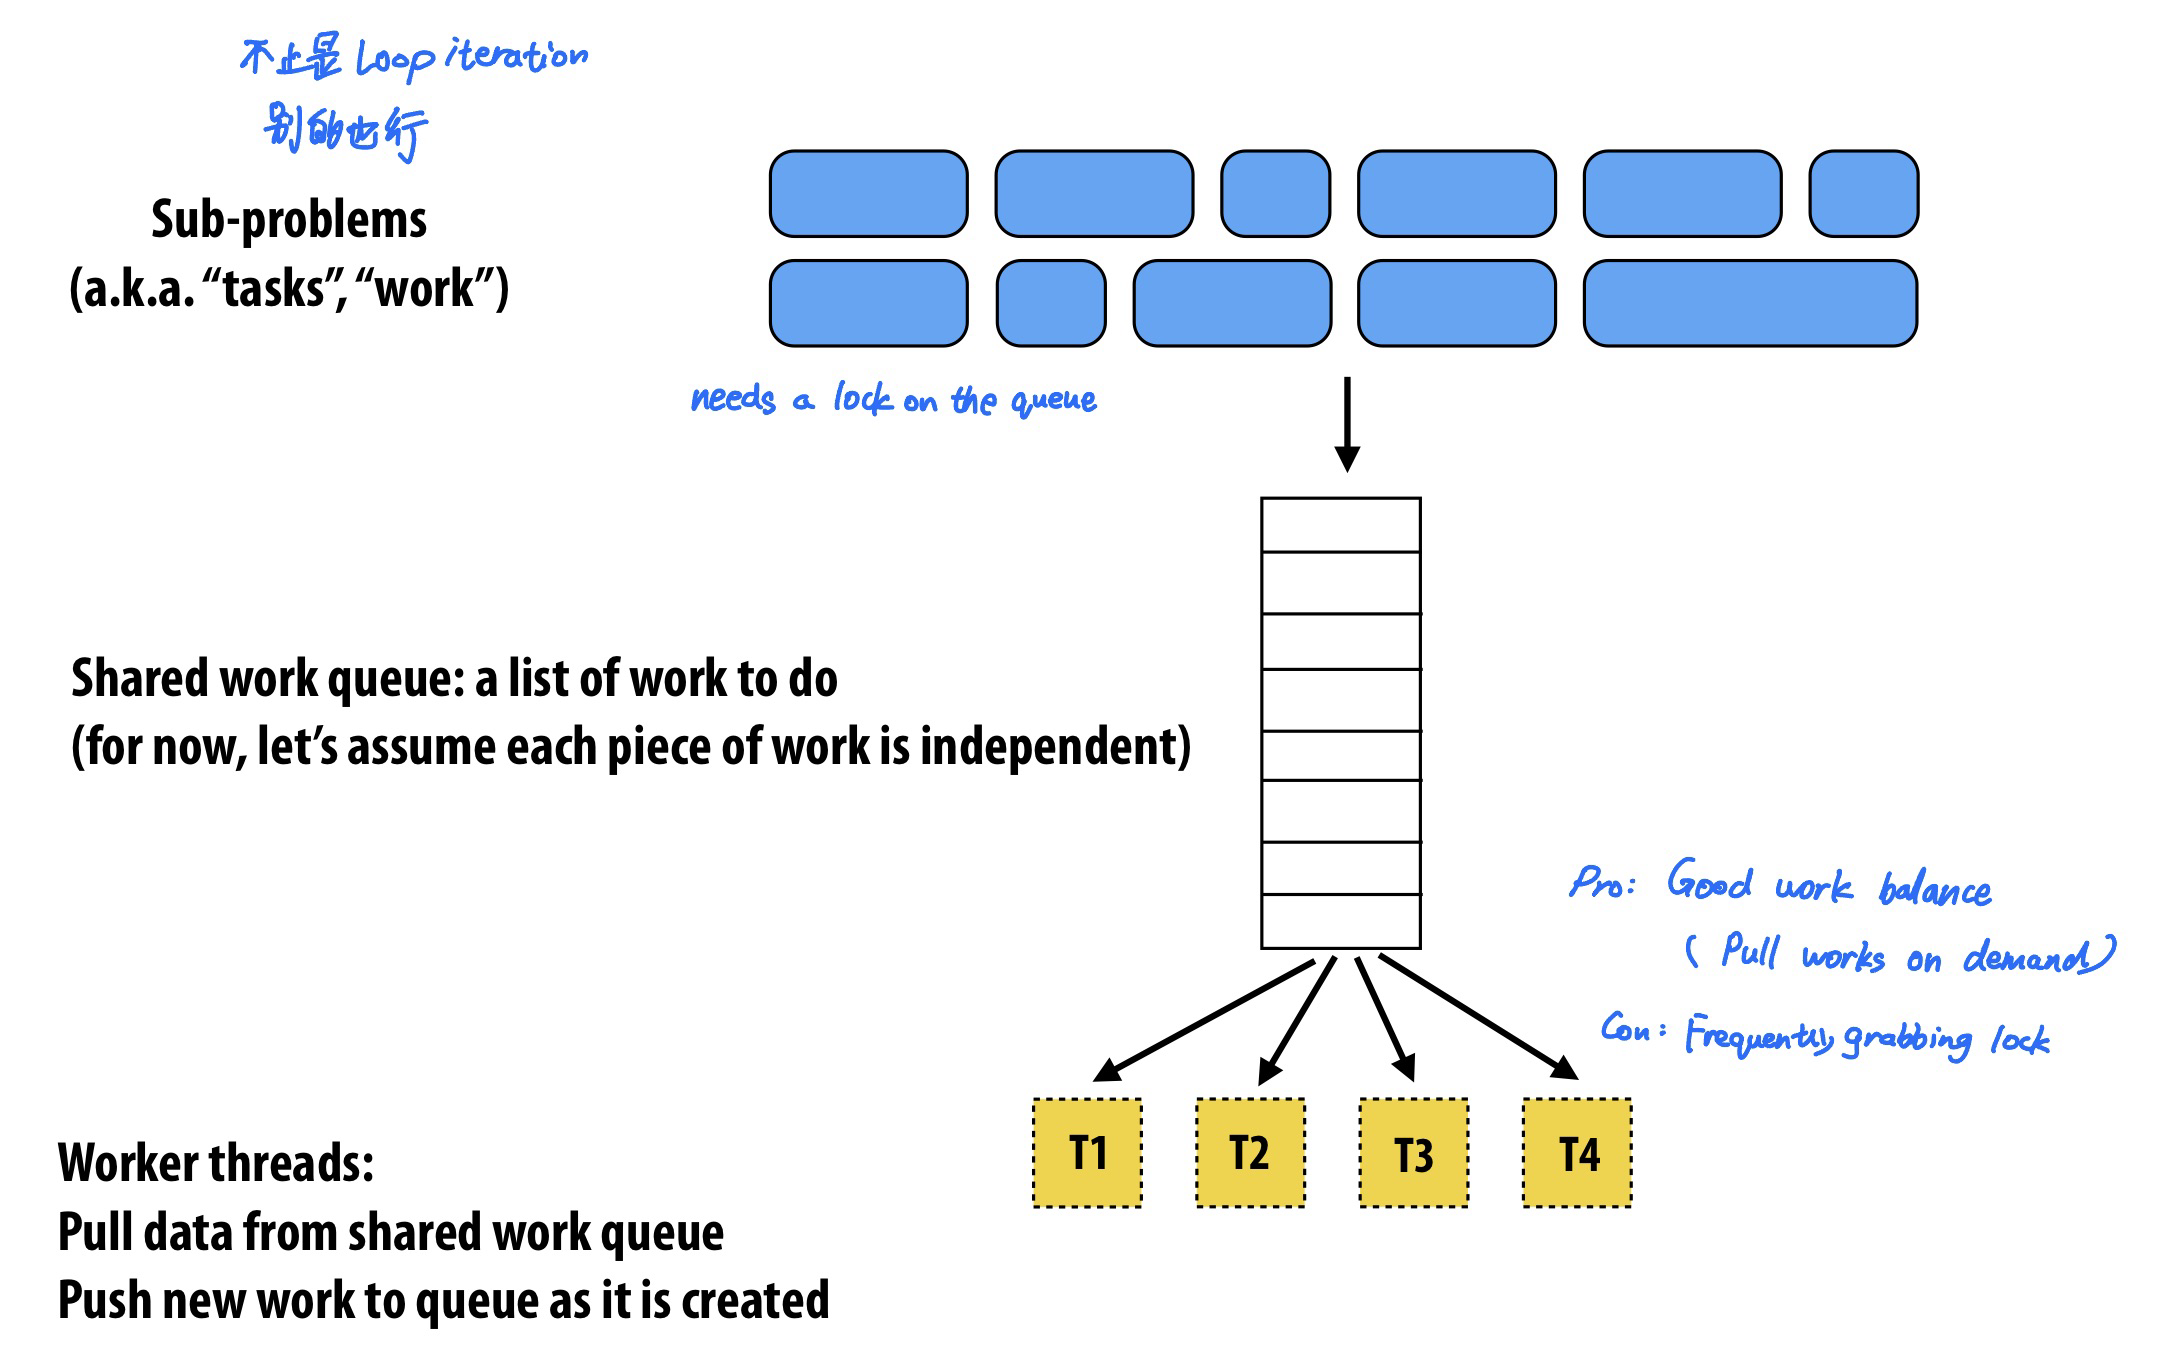 不止是 Loop iteration
别的也行
Sub-problems
(a.k.a. “tasks”, “work”)
needs a lock on the queue
Shared work queue: a list of work to do
(for now, let’s assume each piece of work is independent)
Pro: Good work balance
( Pull works on demand)
Con: Frequently grabbing lock
T1 T2 T3 T4
Worker threads:
Pull data from shared work queue
Push new work to queue as it is created